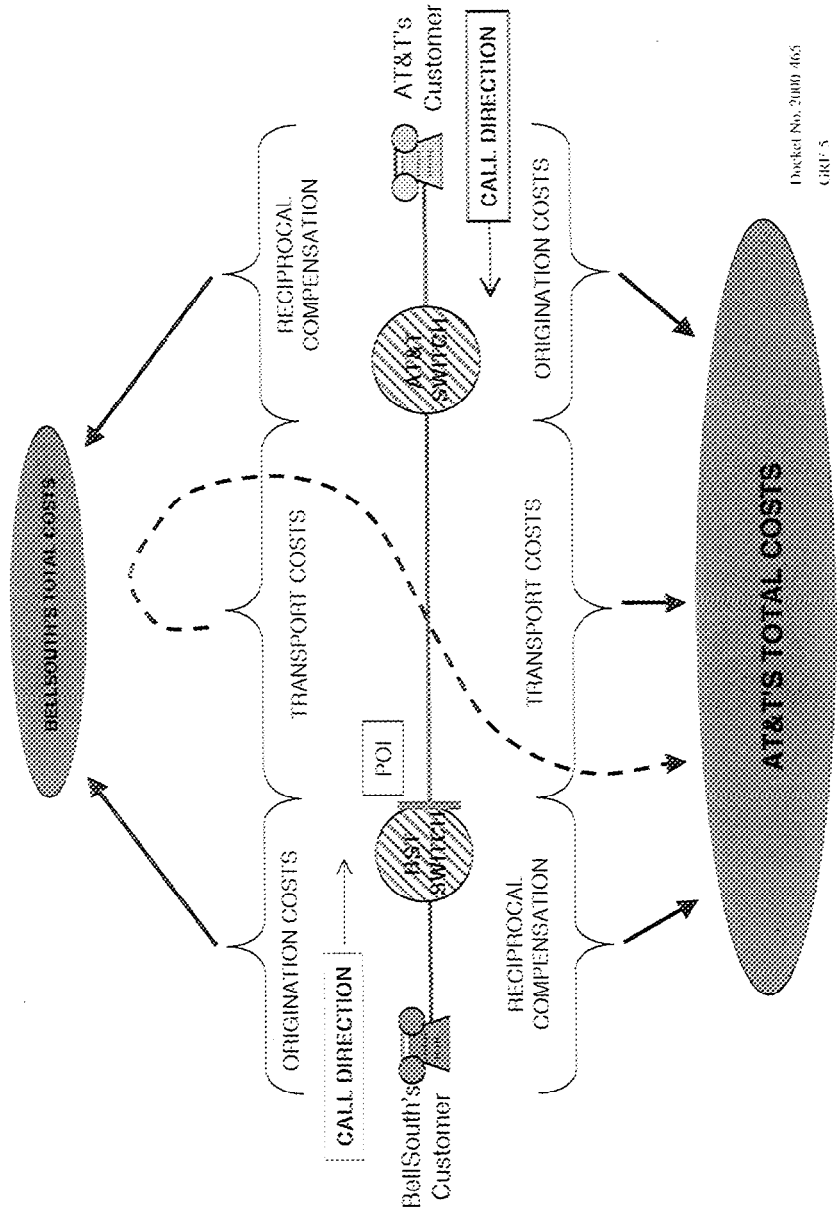 BELLSOUTH'S TOTAL COSTS
ORIGINATION COSTS
TRANSPORT COSTS
RECIPROCAL
COMPENSATION
CALL DIRECTION
POI
BellSouth's
Customer
BST
SWITCH
AT&T
SWITCH
AT&T's
Customer
CALL DIRECTION
RECIPROCAL
COMPENSATION
TRANSPORT COSTS
ORIGINATION COSTS
AT&T'S TOTAL COSTS
Docket No. 2000-465
GRF 5